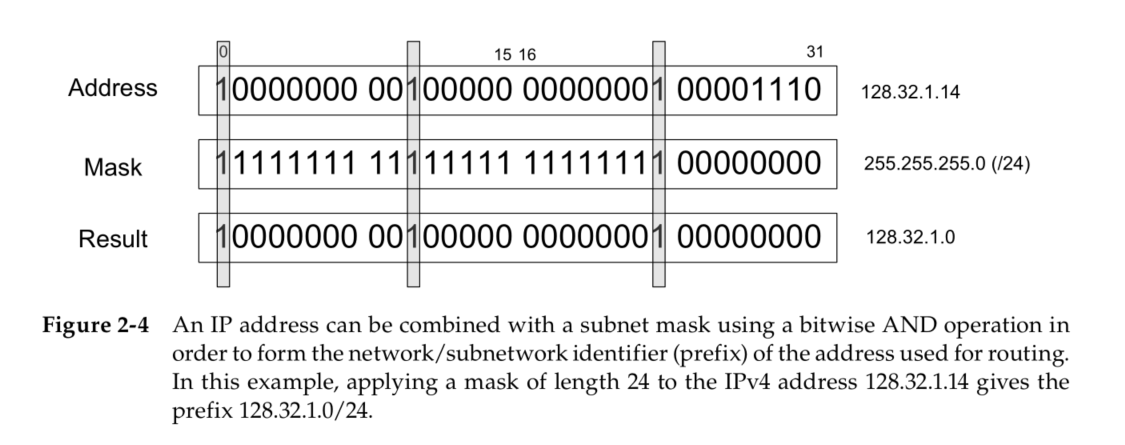 0 15 16 31
Address 10000000 00100000 00000001 00001110 128.32.1.14
Mask 11111111 11111111 11111111 00000000 255.255.255.0 (/24)
Result 10000000 00100000 00000001 00000000 128.32.1.0
Figure 2-4 An IP address can be combined with a subnet mask using a bitwise AND operation in
order to form the network/subnetwork identifier (prefix) of the address used for routing.
In this example, applying a mask of length 24 to the IPv4 address 128.32.1.14 gives the
prefix 128.32.1.0/24.